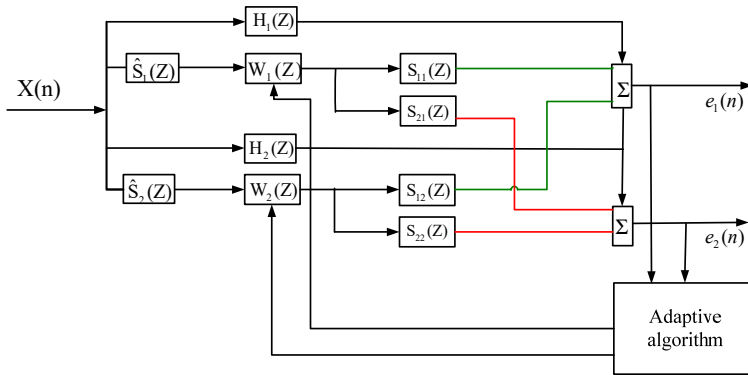 H₁(Z)
X(n)
Ŝ₁(Z)
W₁(Z)
S₁₁(Z)
Σ
e₁(n)
S₂₁(Z)
H₂(Z)
Ŝ₂(Z)
W₂(Z)
S₁₂(Z)
S₂₂(Z)
Σ
e₂(n)
Adaptive
algorithm